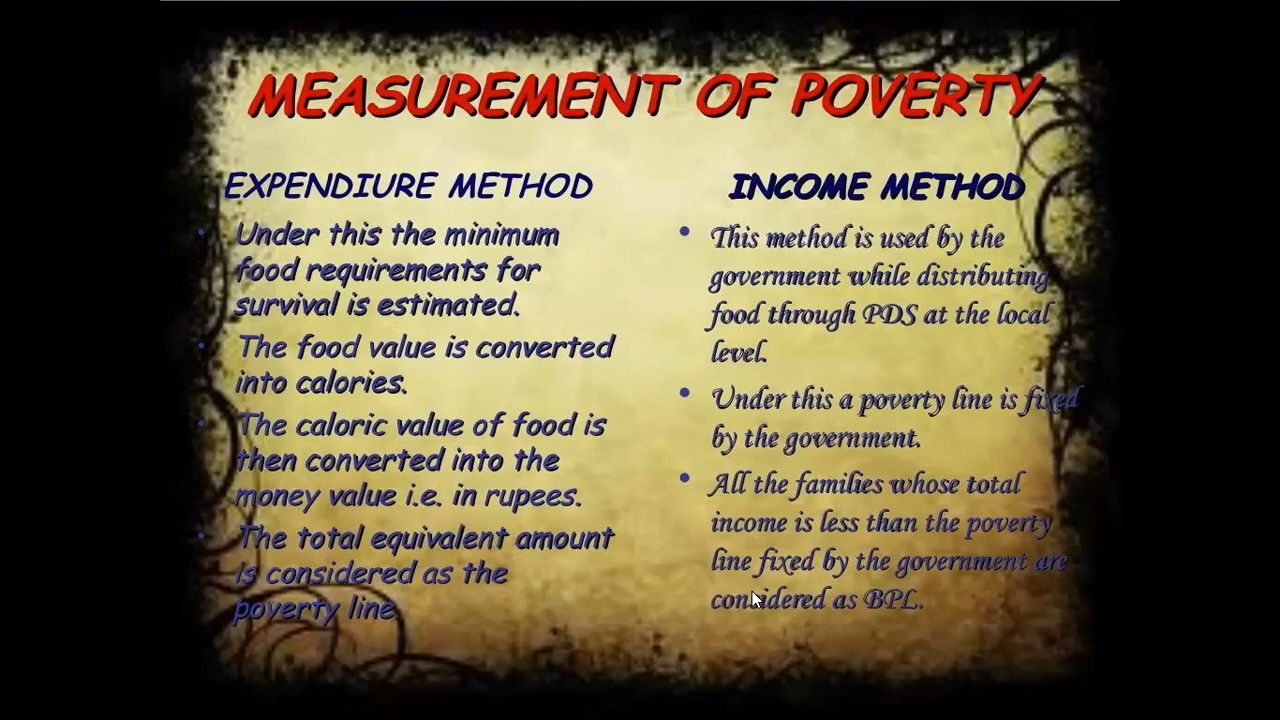 MEASUREMENT OF POVERTY
EXPENDIURE METHOD
• Under this the minimum
food requirements for
survival is estimated.
• The food value is converted
into calories.
• The caloric value of food is
then converted into the
money value i.e. in rupees.
• The total equivalent amount
is considered as the
poverty line.
INCOME METHOD
• This method is used by the
government while distributing
food through PDS at the local
level.
• Under this a poverty line is fixed
by the government.
• All the families whose total
income is less than the poverty
line fixed by the government are
considered as BPL.